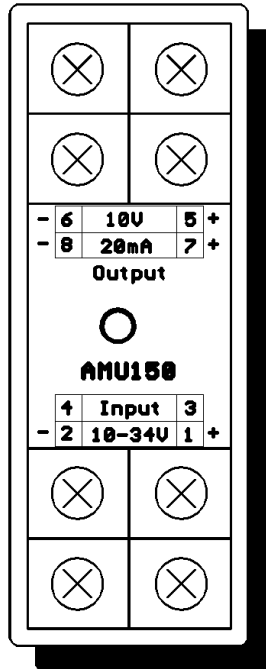 - 6 10V 5 +
- 8 20mA 7 +
Output
AMU150
4 Input 3
- 2 10-34V 1 +